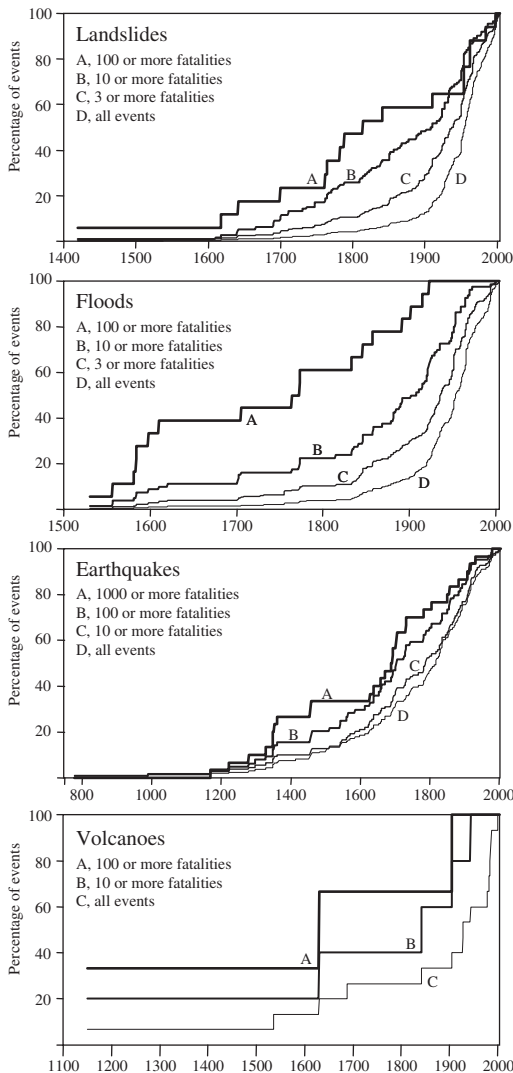 Percentage of events
100
80
60
40
20
Landslides
A, 100 or more fatalities
B, 10 or more fatalities
C, 3 or more fatalities
D, all events
A
B
C
D
1400 1500 1600 1700 1800 1900 2000
Percentage of events
100
80
60
40
20
Floods
A, 100 or more fatalities
B, 10 or more fatalities
C, 3 or more fatalities
D, all events
A
B
C
D
1500 1600 1700 1800 1900 2000
Percentage of events
100
80
60
40
20
Earthquakes
A, 1000 or more fatalities
B, 100 or more fatalities
C, 10 or more fatalities
D, all events
A
B
C
D
800 1000 1200 1400 1600 1800 2000
Percentage of events
100
80
60
40
20
Volcanoes
A, 100 or more fatalities
B, 10 or more fatalities
C, all events
A
B
C
1100 1200 1300 1400 1500 1600 1700 1800 1900 2000